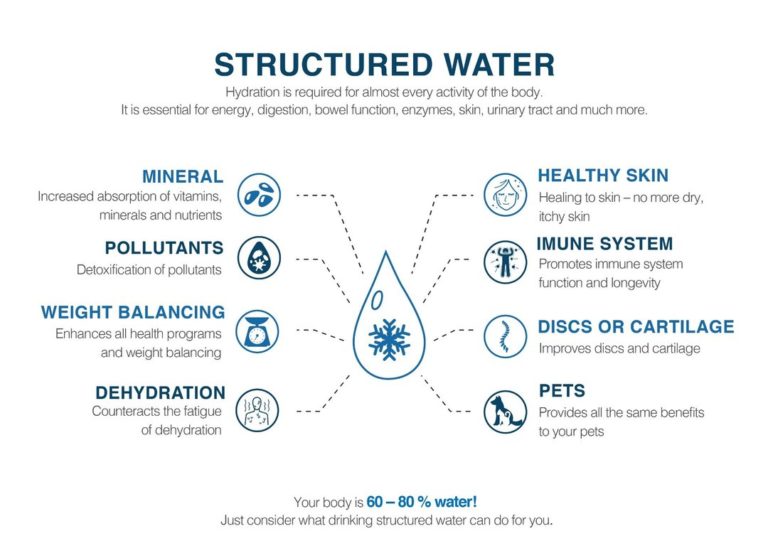 STRUCTURED WATER
Hydration is required for almost every activity of the body.
It is essential for energy, digestion, bowel function, enzymes, skin, urinary tract and much more.
MINERAL
Increased absorption of vitamins,
minerals and nutrients
POLLUTANTS
Detoxification of pollutants
WEIGHT BALANCING
Enhances all health programs
and weight balancing
DEHYDRATION
Counteracts the fatigue
of dehydration
HEALTHY SKIN
Healing to skin – no more dry,
itchy skin
IMUNE SYSTEM
Promotes immune system
function and longevity
DISCS OR CARTILAGE
Improves discs and cartilage
PETS
Provides all the same benefits
to your pets
Your body is 60 – 80 % water!
Just consider what drinking structured water can do for you.